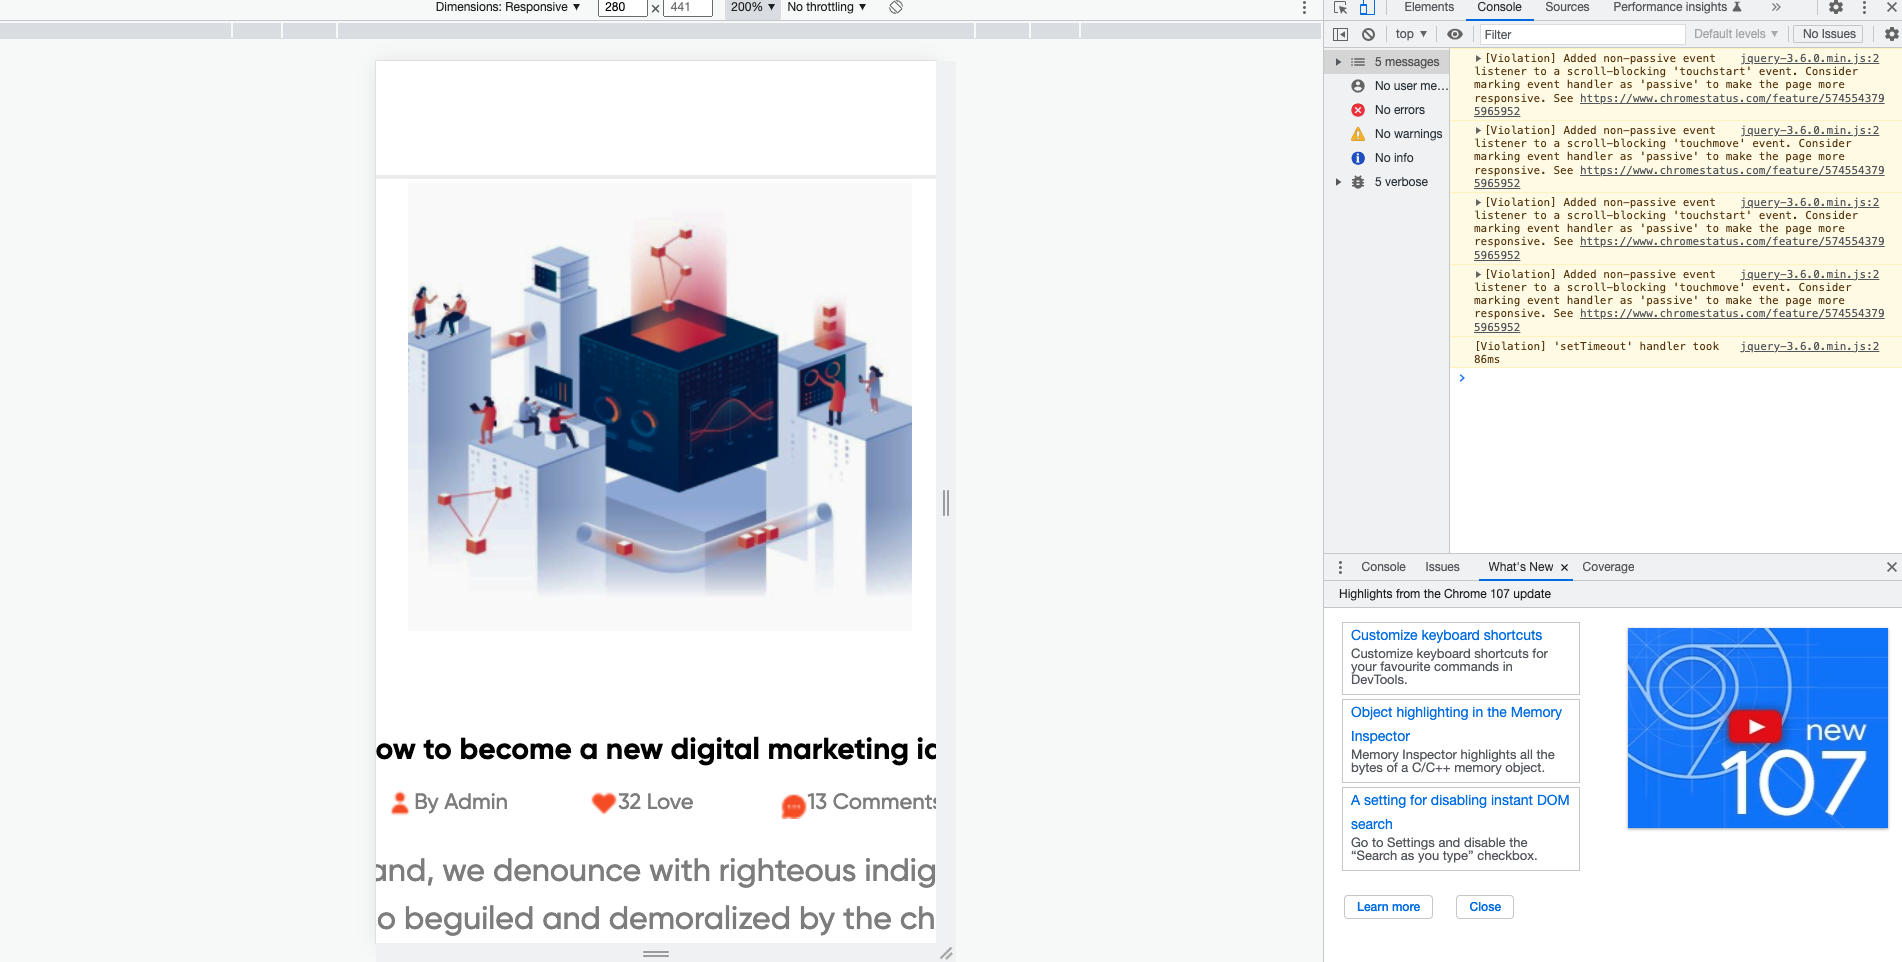 Dimensions: Responsive ▼ 280 × 441 200% ▼ No throttling ▼
Elements Console Sources Performance insights »
top ▼ Filter Default levels ▼ No Issues
5 messages
No user me…
No errors
No warnings
No info
5 verbose
[Violation] Added non-passive event jquery-3.6.0.min.js:2
listener to a scroll-blocking 'touchstart' event. Consider
marking event handler as 'passive' to make the page more
responsive. See https://www.chromestatus.com/feature/574554379
5965952
[Violation] Added non-passive event jquery-3.6.0.min.js:2
listener to a scroll-blocking 'touchmove' event. Consider
marking event handler as 'passive' to make the page more
responsive. See https://www.chromestatus.com/feature/574554379
5965952
[Violation] Added non-passive event jquery-3.6.0.min.js:2
listener to a scroll-blocking 'touchstart' event. Consider
marking event handler as 'passive' to make the page more
responsive. See https://www.chromestatus.com/feature/574554379
5965952
[Violation] Added non-passive event jquery-3.6.0.min.js:2
listener to a scroll-blocking 'touchmove' event. Consider
marking event handler as 'passive' to make the page more
responsive. See https://www.chromestatus.com/feature/574554379
5965952
[Violation] 'setTimeout' handler took jquery-3.6.0.min.js:2
86ms
ow to become a new digital marketing
By Admin 32 Love 13 Comments
and, we denounce with righteous indig
o beguiled and demoralized by the ch
Console Issues What's New × Coverage
Highlights from the Chrome 107 update
Customize keyboard shortcuts
Customize keyboard shortcuts for
your favourite commands in
DevTools.
Object highlighting in the Memory
Inspector
Memory Inspector highlights all the
bytes of a C/C++ memory object.
A setting for disabling instant DOM
search
Go to Settings and disable the
“Search as you type” checkbox.
Learn more Close
new
107